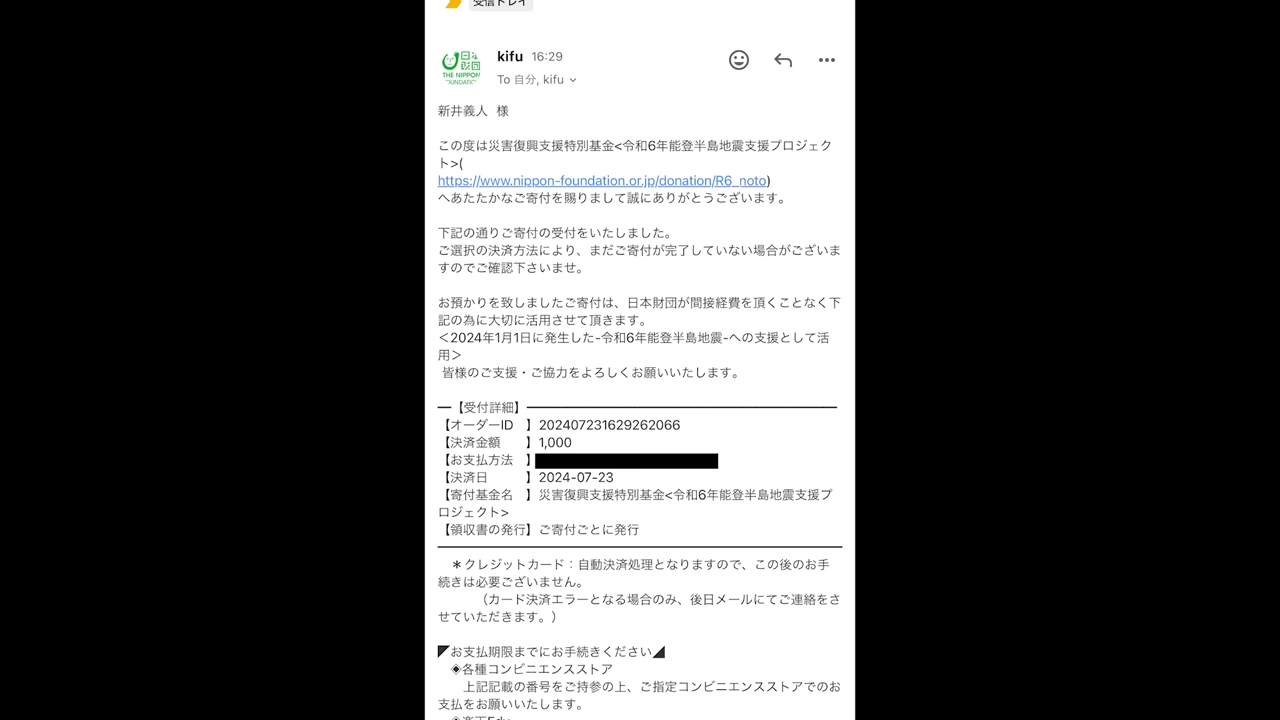 受信トレイ
kifu 16:29
To 自分, kifu
日本財団
THE NIPPON
FOUNDATION
新井義人 様
この度は災害復興支援特別基金<令和6年能登半島地震支援プロジェク
ト>(
https://www.nippon-foundation.or.jp/donation/R6_noto)
へあたたかなご寄付を賜りまして誠にありがとうございます。
下記の通りご寄付の受付をいたしました。
ご選択の決済方法により、まだご寄付が完了していない場合がございま
すのでご確認下さいませ。
お預かりを致しましたご寄付は、日本財団が間接経費を頂くことなく下
記の為に大切に活用させて頂きます。
＜2024年1月1日に発生した-令和6年能登半島地震-への支援として活
用＞
皆様のご支援・ご協力をよろしくお願いいたします。
━【受付詳細】━━━━━━━━━━━━━━━━━━━━━━━━
【オーダーID　】202407231629262066
【決済金額　　】1,000
【お支払方法　】
【決済日　　　】2024-07-23
【寄付基金名　】災害復興支援特別基金<令和6年能登半島地震支援プ
ロジェクト>
【領収書の発行】ご寄付ごとに発行
＊クレジットカード：自動決済処理となりますので、この後のお手
続きは必要ございません。
（カード決済エラーとなる場合のみ、後日メールにてご連絡をさ
せていただきます。）
◤お支払期限までにお手続きください◢
◈各種コンビニエンスストア
上記記載の番号をご持参の上、ご指定コンビニエンスストアでのお
支払をお願いいたします。